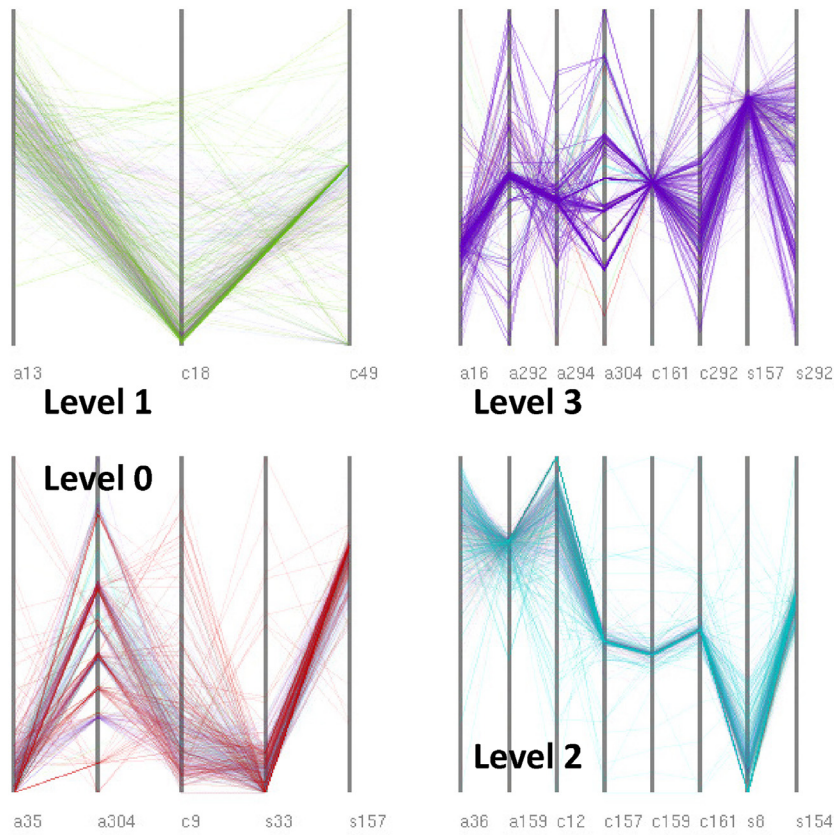 a13 c18 c49
a16 a292 a294 a304 c161 c292 s157 s292
Level 1
Level 3
Level 0
Level 2
a35 a304 c9 s33 s157
a36 a159 c12 c157 c159 c161 s8 s154